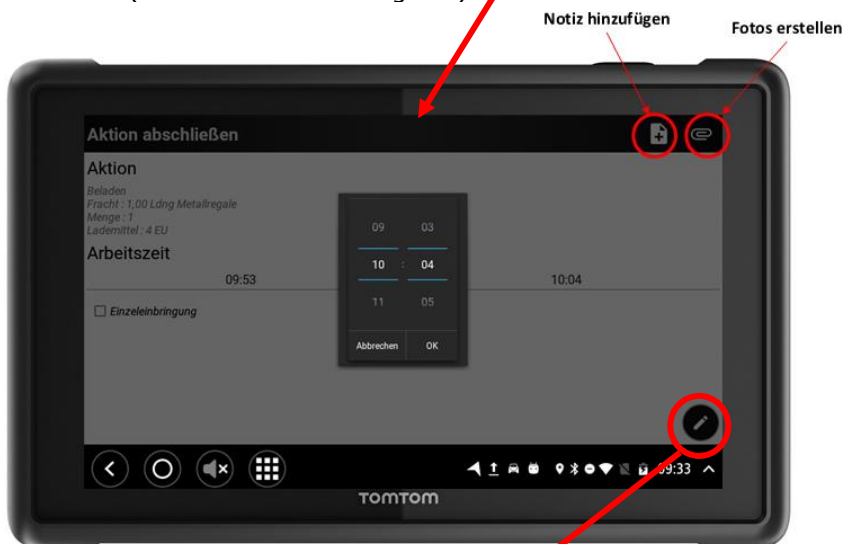 Notiz hinzufügen
Fotos erstellen
Aktion abschließen
Aktion
Beladen
Fracht : 1,00 Ldng Metallregale
Menge : 1
Lademittel : 4 EU
Arbeitszeit
09:53
10:04
Einzeleinbringung
09 03
10 : 04
11 05
Abbrechen OK
09:33
TOMTOM